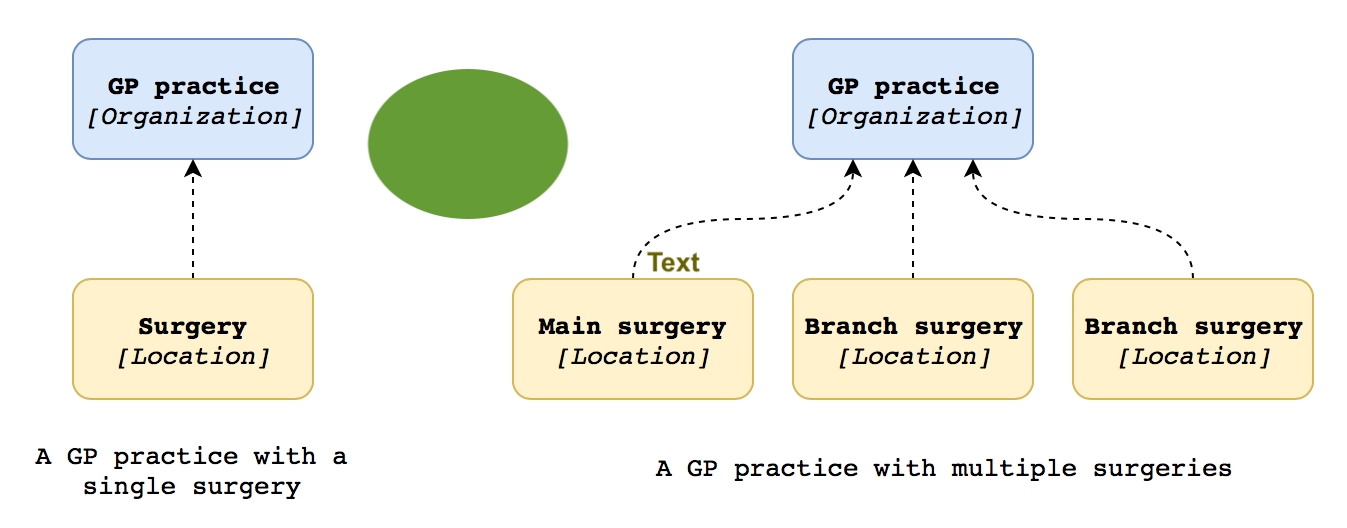 GP practice
[Organization]
GP practice
[Organization]
Text
Surgery
[Location]
Main surgery
[Location]
Branch surgery
[Location]
Branch surgery
[Location]
A GP practice with a
single surgery
A GP practice with multiple surgeries